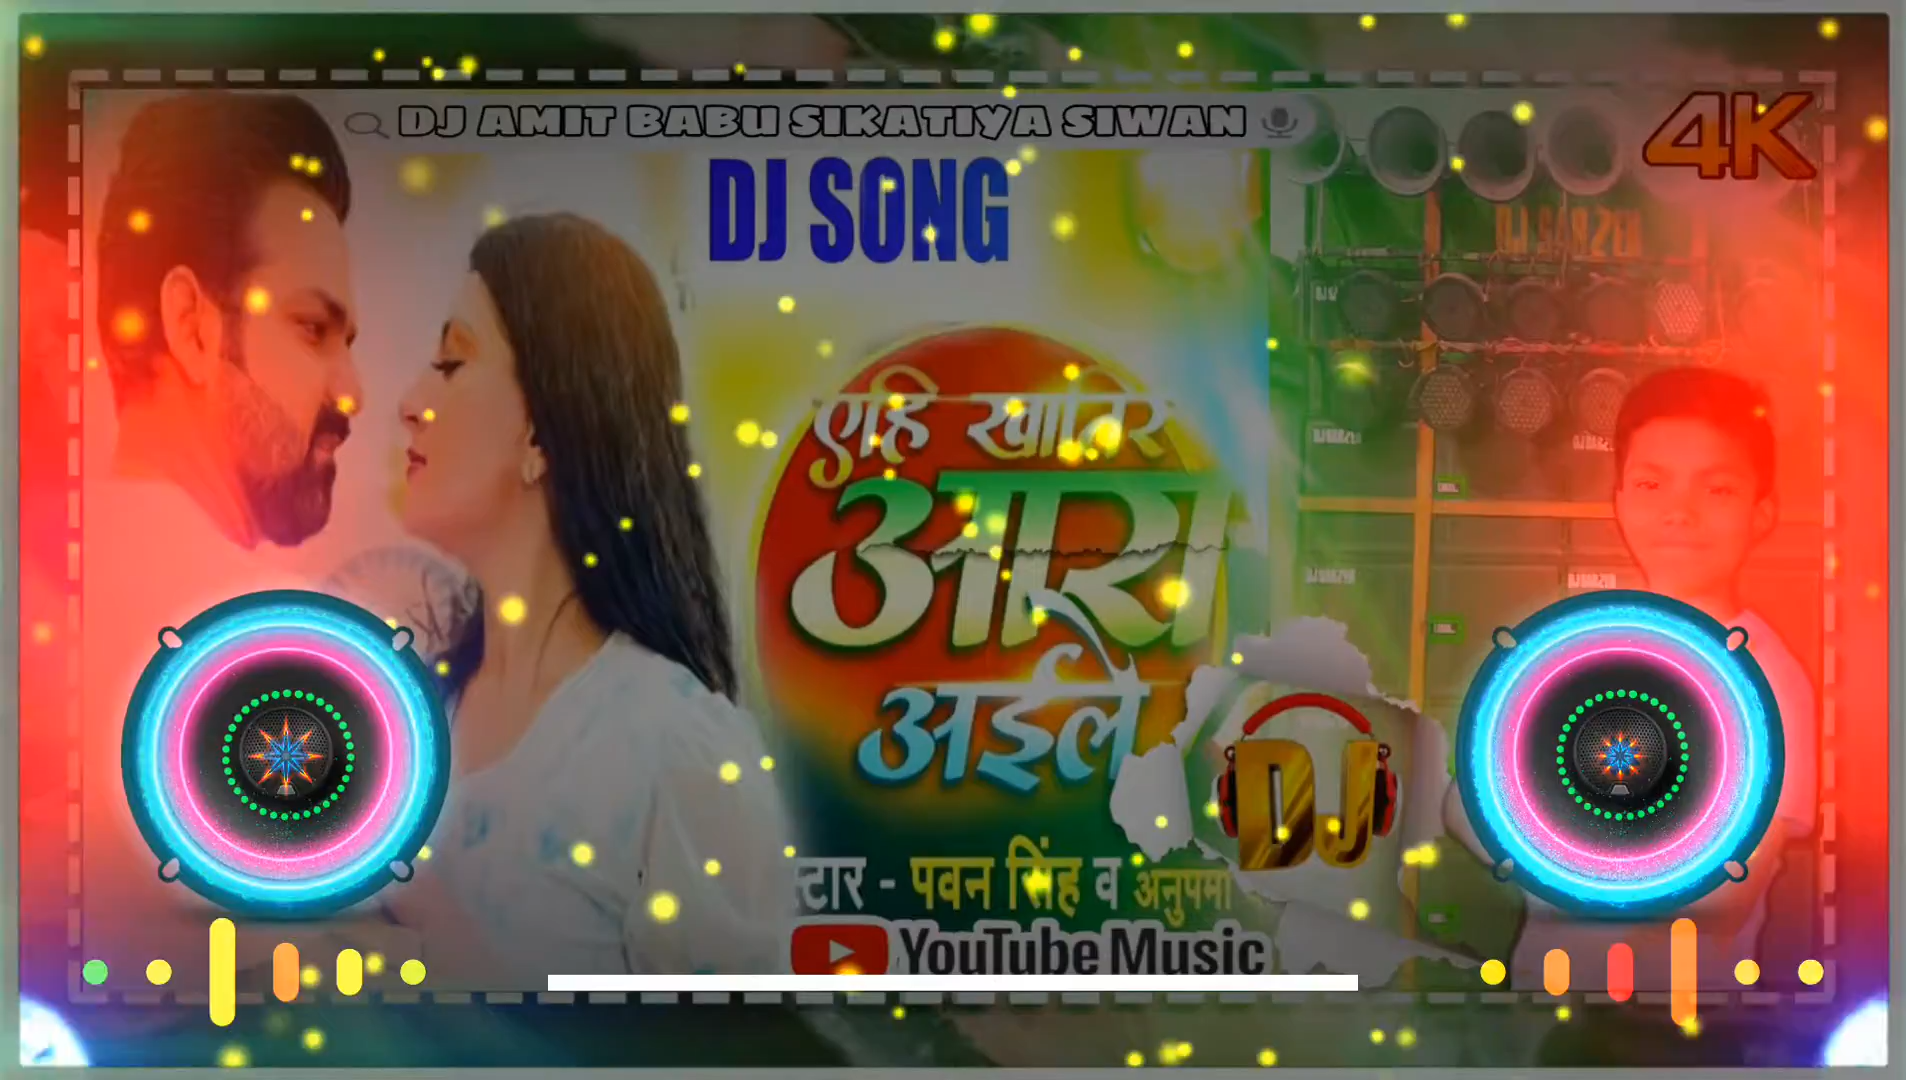 DJ AMIT BABU SIKATIYA SIWAN
4K
DJ SONG
एहि खातिर
आरा
अईले
DJ
स्टार - पवन सिंह व अनुपमा
YouTube Music